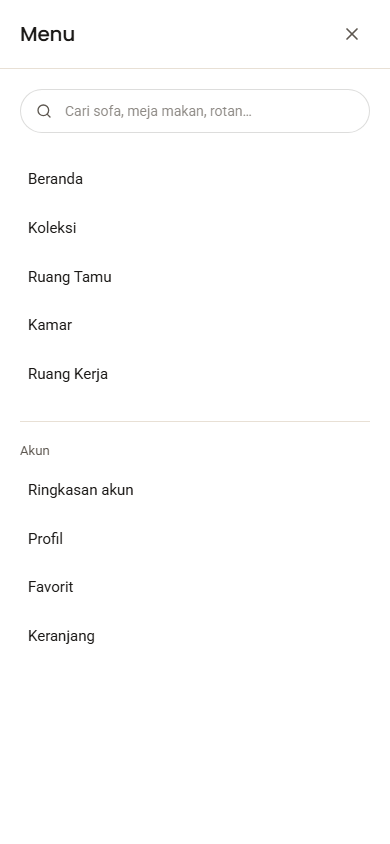 Menu
Cari sofa, meja makan, rotan…
Beranda
Koleksi
Ruang Tamu
Kamar
Ruang Kerja
Akun
Ringkasan akun
Profil
Favorit
Keranjang